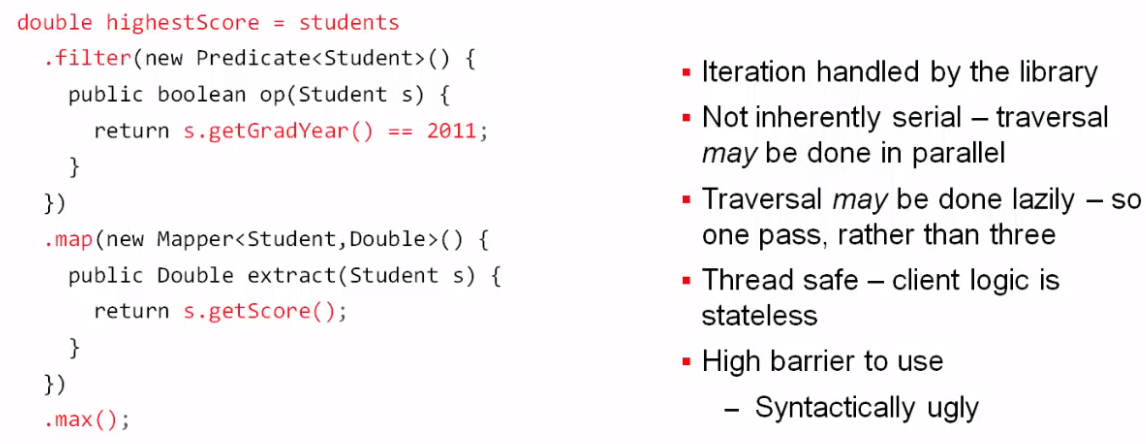 double highestScore = students
.filter(new Predicate<Student>() {
public boolean op(Student s) {
return s.getGradYear() == 2011;
}
})
.map(new Mapper<Student,Double>() {
public Double extract(Student s) {
return s.getScore();
}
})
.max();
▪ Iteration handled by the library
▪ Not inherently serial – traversal
may be done in parallel
▪ Traversal may be done lazily – so
one pass, rather than three
▪ Thread safe – client logic is
stateless
▪ High barrier to use
– Syntactically ugly